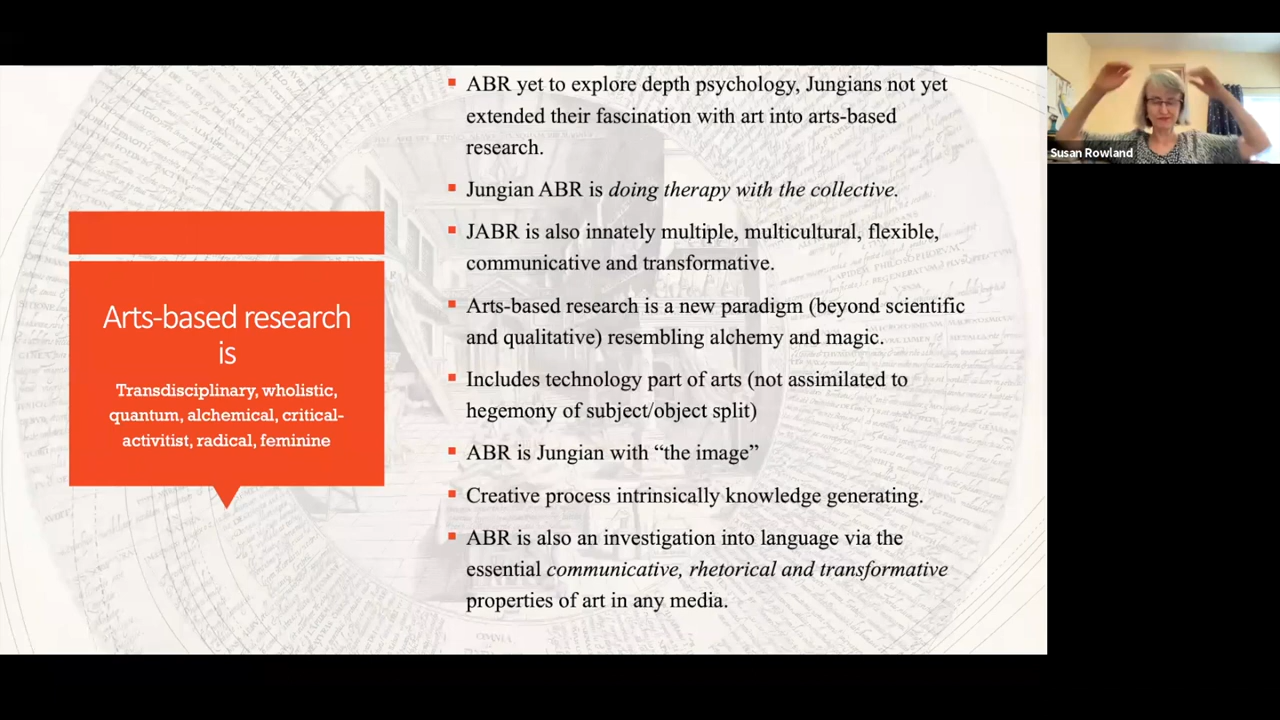 Arts-based research
is
Transdisciplinary, wholistic,
quantum, alchemical, critical-
activitist, radical, feminine
ABR yet to explore depth psychology, Jungians not yet
extended their fascination with art into arts-based
research.
Jungian ABR is doing therapy with the collective.
JABR is also innately multiple, multicultural, flexible,
communicative and transformative.
Arts-based research is a new paradigm (beyond scientific
and qualitative) resembling alchemy and magic.
Includes technology part of arts (not assimilated to
hegemony of subject/object split)
ABR is Jungian with “the image”
Creative process intrinsically knowledge generating.
ABR is also an investigation into language via the
essential communicative, rhetorical and transformative
properties of art in any media.
Susan Rowland